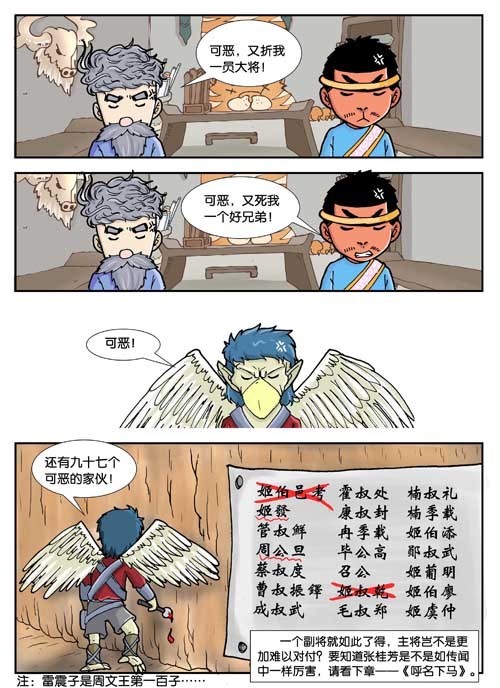 可恶，又折我
一员大将！
可恶，又死我
一个好兄弟！
可恶！
还有九十七个
可恶的家伙！
姬伯邑考 霍叔处 楠叔礼
姬發 康叔封 楠季載
管叔鮮 冉季載 姬伯添
周公旦 毕公高 郧叔武
蔡叔度 召公 姬葡明
曹叔振鐸 姬叔乾 姬伯廖
成叔武 毛叔郑 姬虞仲
一个副将就如此了得，主将岂不是更
加难以对付？要知道张桂芳是不是如传闻
中一样厉害，请看下章——《呼名下马》。
注：雷震子是周文王第一百子……